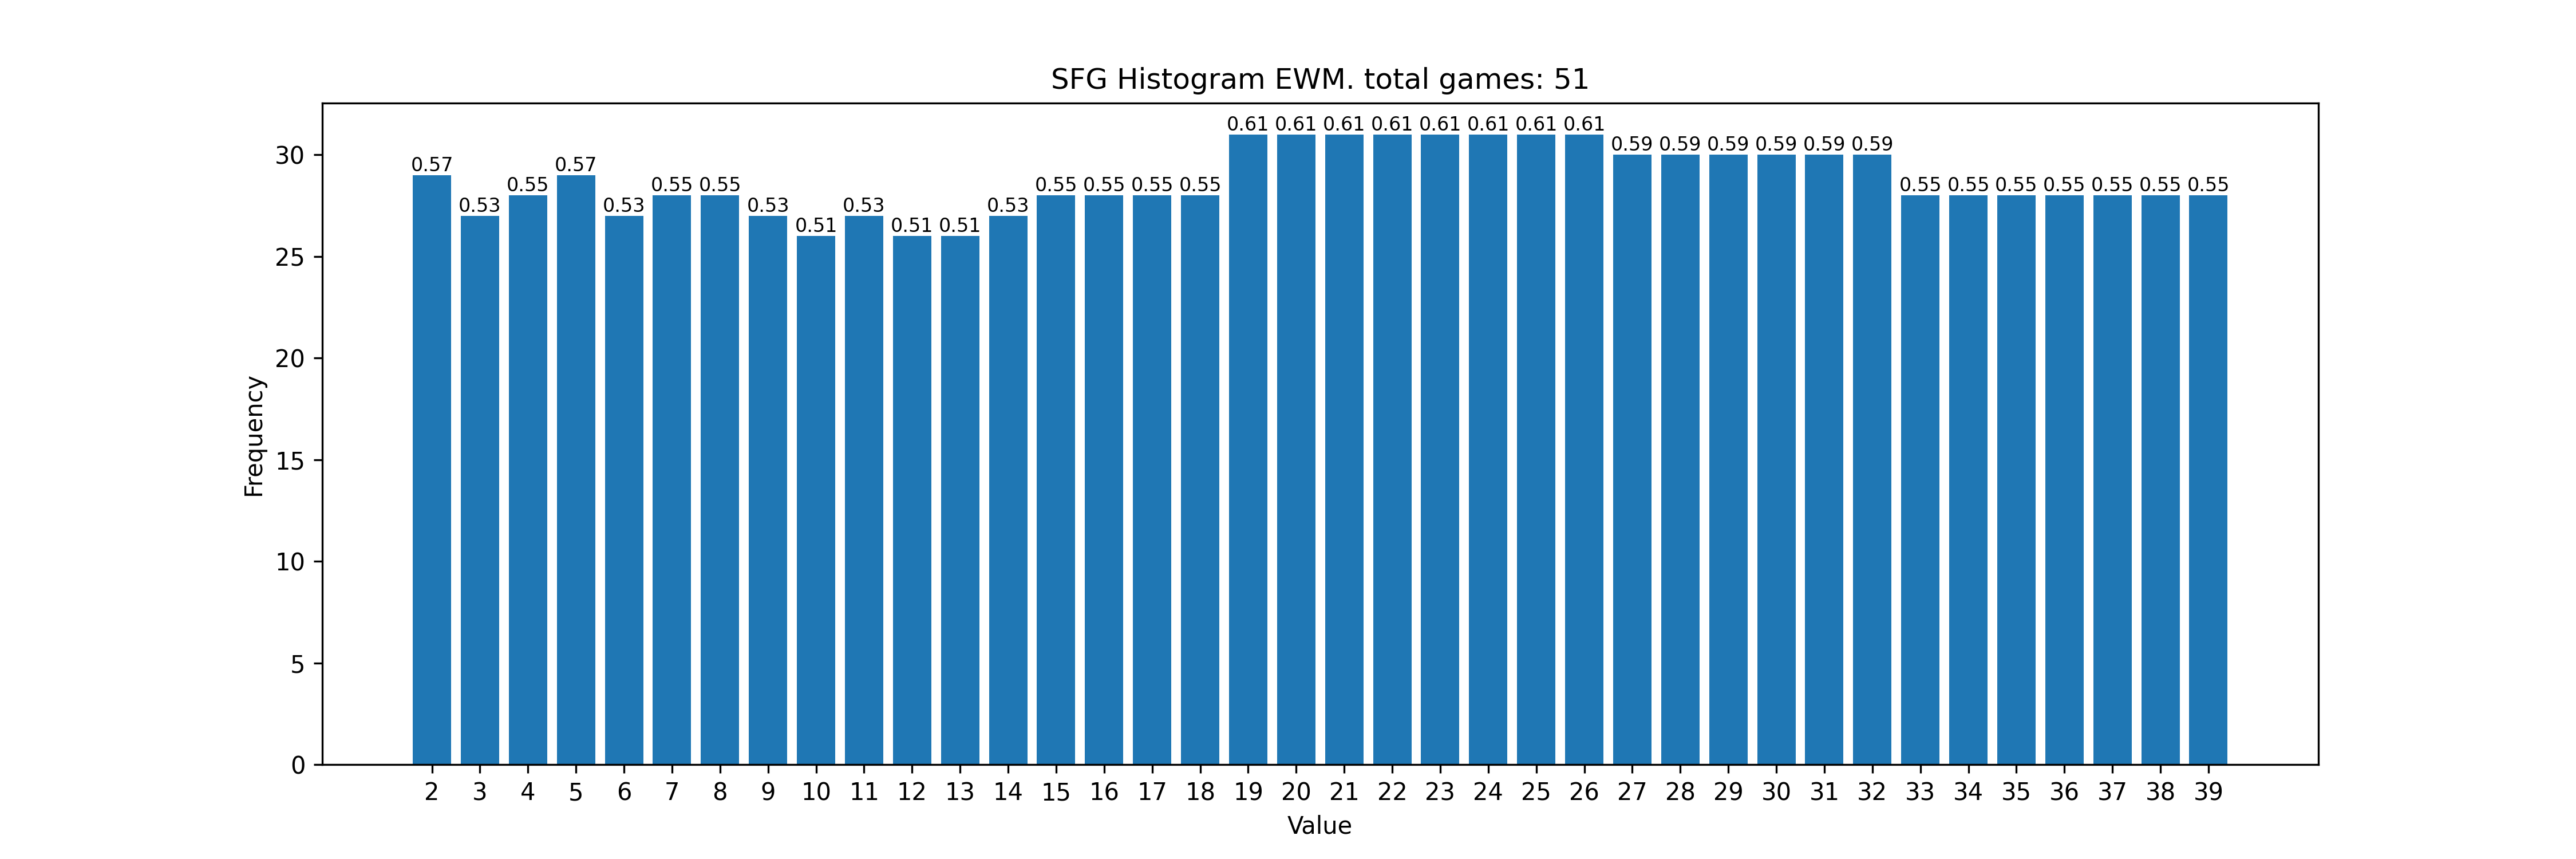 SFG Histogram EWM. total games: 51
0.57 0.53 0.55 0.57 0.53 0.55 0.55 0.53 0.51 0.53 0.51 0.51 0.53 0.55 0.55 0.55 0.55 0.61 0.61 0.61 0.61 0.61 0.61 0.61 0.61 0.59 0.59 0.59 0.59 0.59 0.59 0.55 0.55 0.55 0.55 0.55 0.55 0.55
30
25
20
15
10
5
0
Frequency
2 3 4 5 6 7 8 9 10 11 12 13 14 15 16 17 18 19 20 21 22 23 24 25 26 27 28 29 30 31 32 33 34 35 36 37 38 39
Value